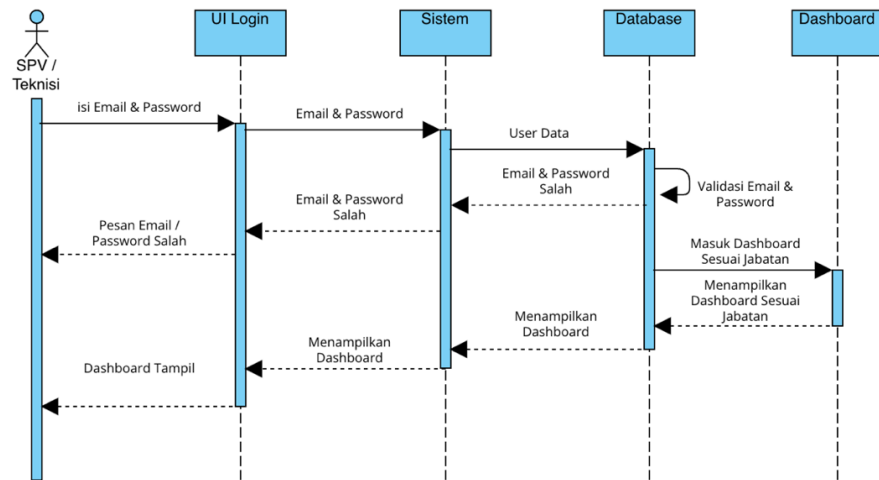 UI Login
Sistem
Database
Dashboard
SPV /
Teknisi
isi Email & Password
Email & Password
User Data
Validasi Email &
Password
Email & Password
Salah
Email & Password
Salah
Pesan Email /
Password Salah
Masuk Dashboard
Sesuai Jabatan
Menampilkan
Dashboard Sesuai
Jabatan
Menampilkan
Dashboard
Menampilkan
Dashboard
Dashboard Tampil